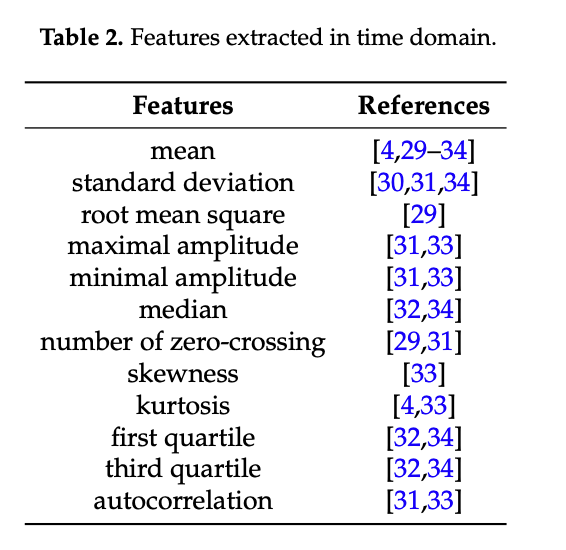 Table 2. Features extracted in time domain.
Features References
mean [4,29–34]
standard deviation [30,31,34]
root mean square [29]
maximal amplitude [31,33]
minimal amplitude [31,33]
median [32,34]
number of zero-crossing [29,31]
skewness [33]
kurtosis [4,33]
first quartile [32,34]
third quartile [32,34]
autocorrelation [31,33]